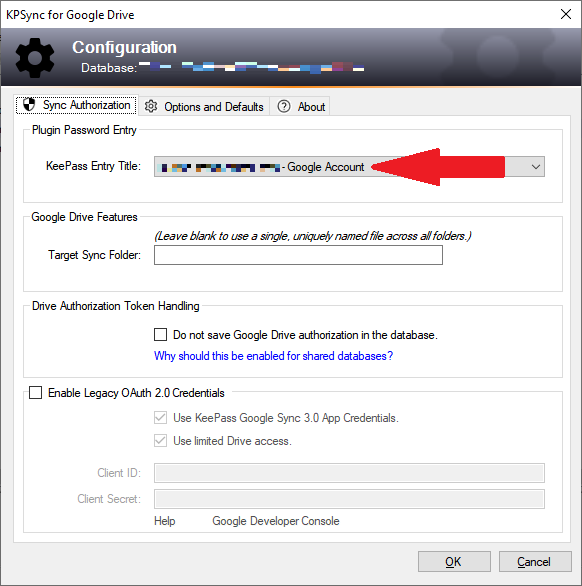 KPSync for Google Drive
Configuration
Database:
Sync Authorization
Options and Defaults
About
Plugin Password Entry
KeePass Entry Title:
- Google Account
Google Drive Features
(Leave blank to use a single, uniquely named file across all folders.)
Target Sync Folder:
Drive Authorization Token Handling
Do not save Google Drive authorization in the database.
Why should this be enabled for shared databases?
Enable Legacy OAuth 2.0 Credentials
Use KeePass Google Sync 3.0 App Credentials.
Use limited Drive access.
Client ID:
Client Secret:
Help Google Developer Console
OK Cancel